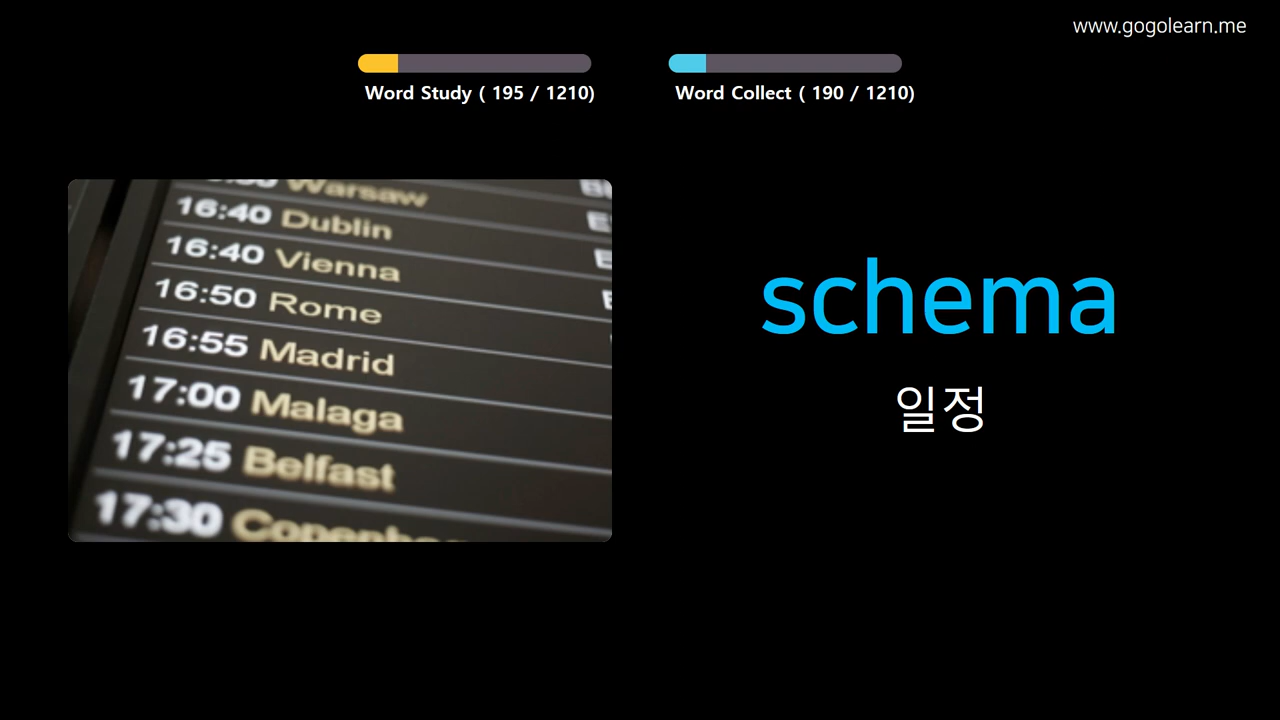 www.gogolearn.me
Word Study ( 195 / 1210)
Word Collect ( 190 / 1210)
Warsaw
16:40 Dublin
16:40 Vienna
16:50 Rome
16:55 Madrid
17:00 Malaga
17:25 Belfast
17:30
schema
일정